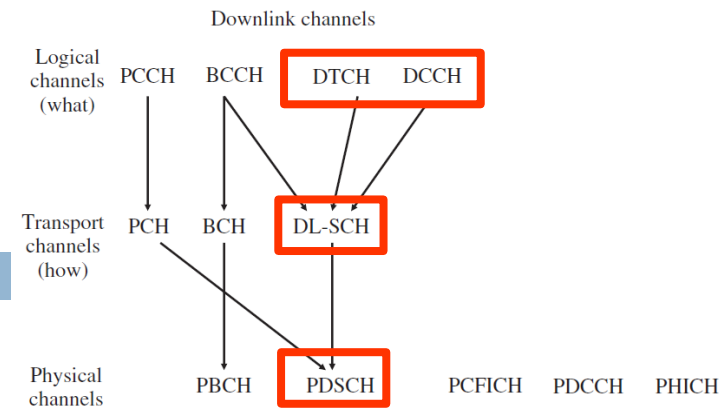 Downlink channels
Logical
channels
(what)
PCCH BCCH DTCH DCCH
Transport
channels
(how)
PCH BCH DL-SCH
Physical
channels
PBCH PDSCH PCFICH PDCCH PHICH